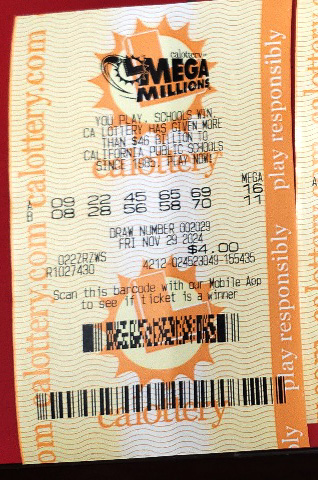 calottery
MEGA
MILLIONS
YOU PLAY. SCHOOLS WIN.
CA LOTTERY HAS GIVEN MORE
THAN $46 BILLION TO
CALIFORNIA PUBLIC SCHOOLS
SINCE 1985. PLAY NOW!
calottery
MEGA
A 09 22 45 65 69 16
B 08 28 56 58 70 11
DRAW NUMBER 002029
FRI NOV 29 2024
$4.00
022ZRZWS
R1027430
4212 024523049-155435
Scan this barcode with our Mobile App
to see if ticket is a winner
calottery
calottery.com
calottery.com
play responsibly
play responsibly